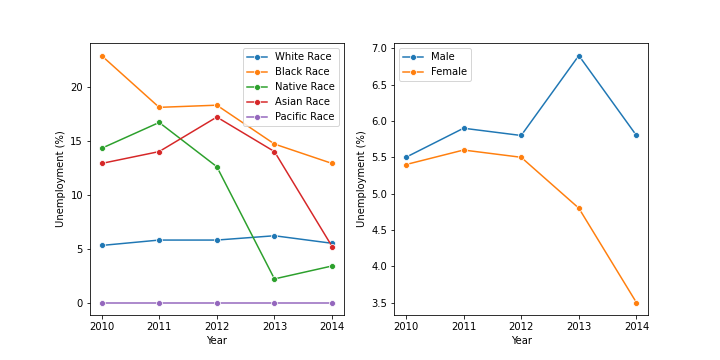 White Race
Black Race
Native Race
Asian Race
Pacific Race
20
15
10
5
0
Unemployment (%)
2010 2011 2012 2013 2014
Year
Male
Female
7.0
6.5
6.0
5.5
5.0
4.5
4.0
3.5
Unemployment (%)
2010 2011 2012 2013 2014
Year